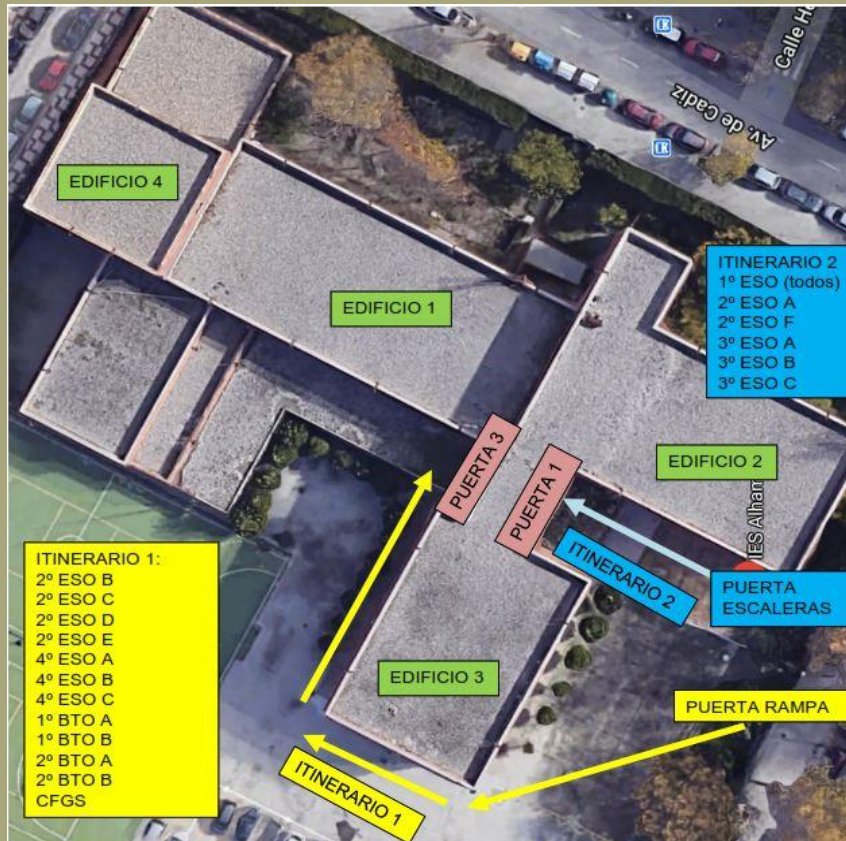 Calle He
Av. de Cadiz
EDIFICIO 4
EDIFICIO 1
ITINERARIO 2
1º ESO (todos)
2º ESO A
2º ESO F
3º ESO A
3º ESO B
3º ESO C
PUERTA 3
PUERTA 1
EDIFICIO 2
IES Alham
ITINERARIO 2
PUERTA
ESCALERAS
ITINERARIO 1:
2º ESO B
2º ESO C
2º ESO D
2º ESO E
4º ESO A
4º ESO B
4º ESO C
1º BTO A
1º BTO B
2º BTO A
2º BTO B
CFGS
EDIFICIO 3
PUERTA RAMPA
ITINERARIO 1